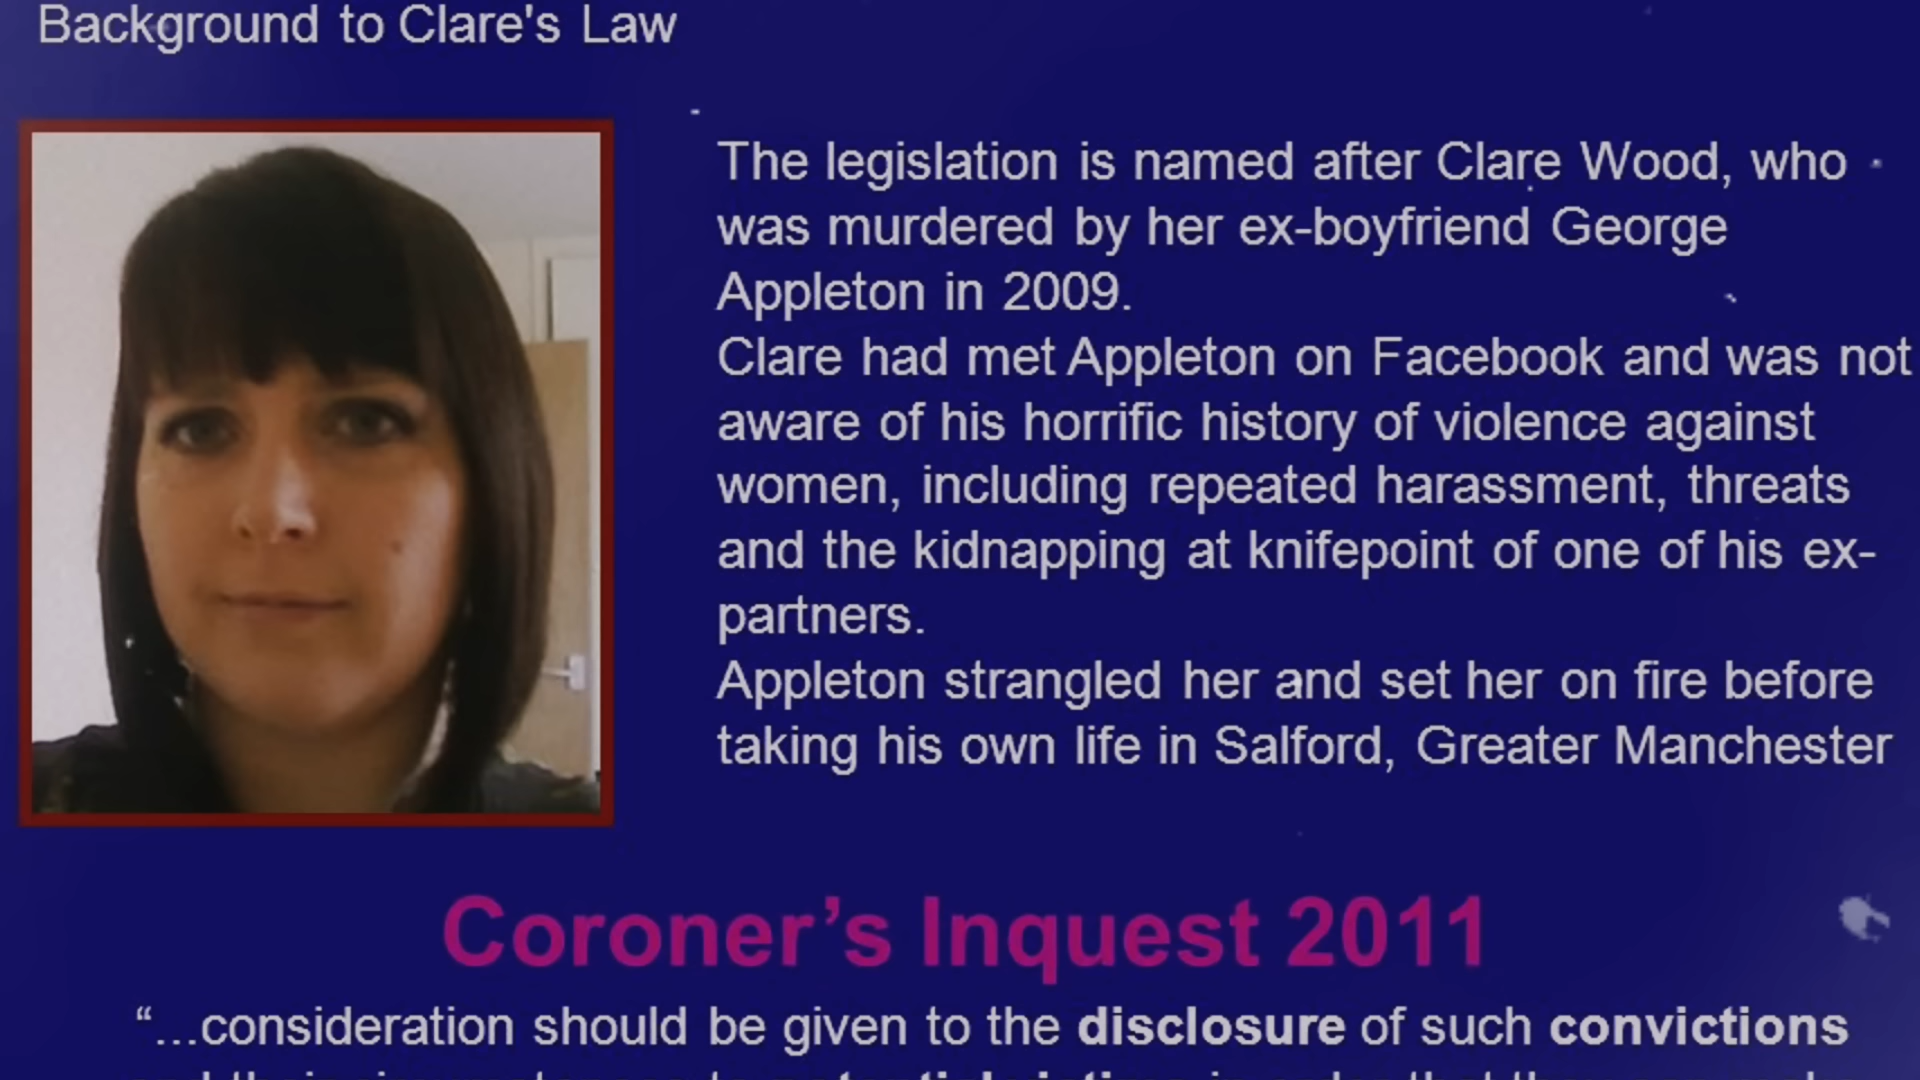 Background to Clare's Law
The legislation is named after Clare Wood, who
was murdered by her ex-boyfriend George
Appleton in 2009.
Clare had met Appleton on Facebook and was not
aware of his horrific history of violence against
women, including repeated harassment, threats
and the kidnapping at knifepoint of one of his ex-
partners.
Appleton strangled her and set her on fire before
taking his own life in Salford, Greater Manchester
Coroner’s Inquest 2011
“...consideration should be given to the disclosure of such convictions